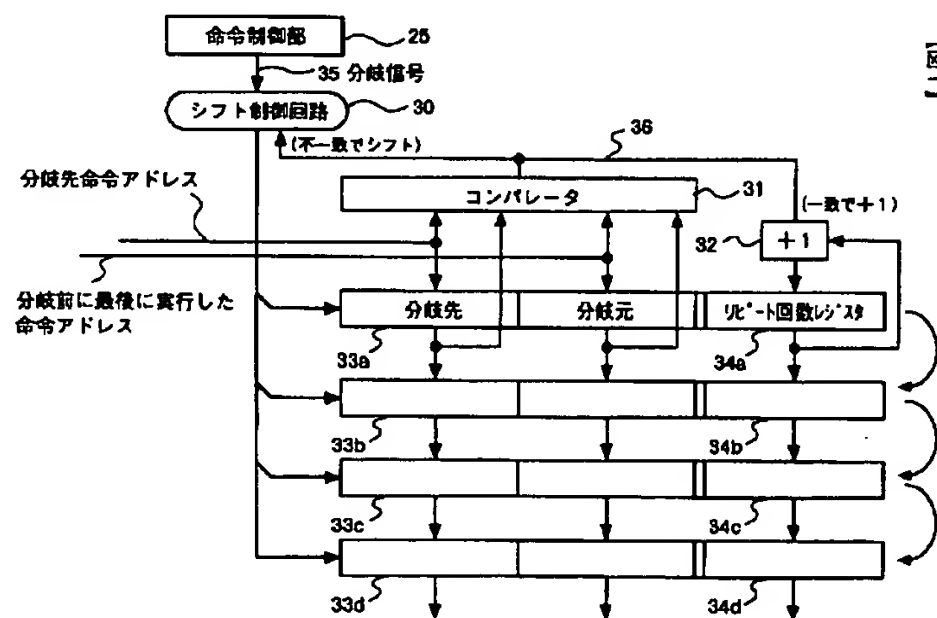 【図1】
命令制御部
25
35 分岐信号
シフト制御回路
30
(不一致でシフト)
36
分岐先命令アドレス
コンパレータ
31
(一致で+1)
32
+1
分岐前に最後に実行した
命令アドレス
分岐先
分岐元
リピート回数レジスタ
33a
34a
33b
34b
33c
34c
33d
34d